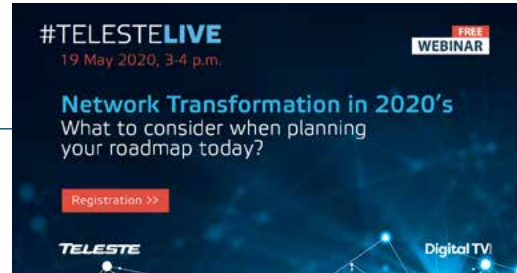 #TELESTELIVE
FREE
WEBINAR
19 May 2020, 3-4 p.m.
Network Transformation in 2020's
What to consider when planning
your roadmap today?
Registration >>
TELESTE
Digital TV